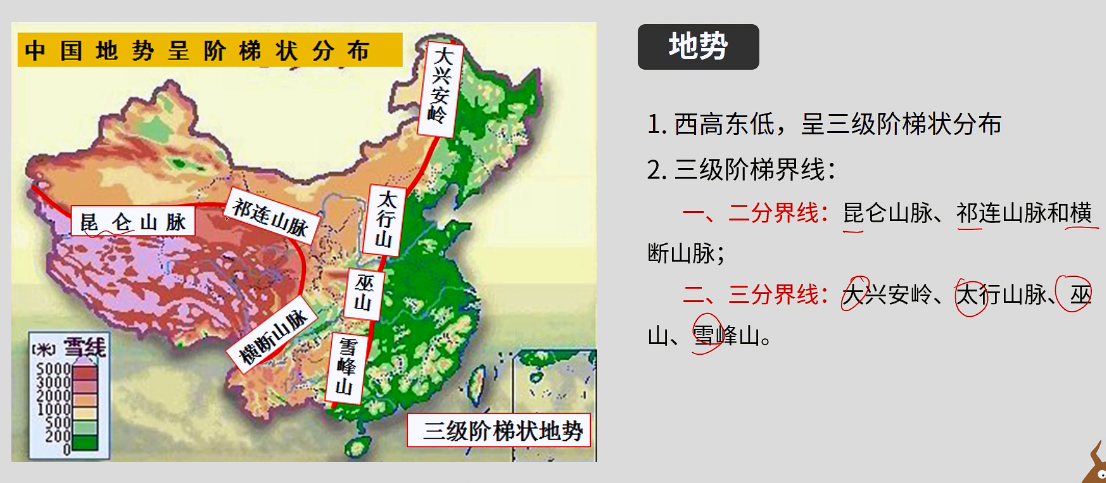 中国地势呈阶梯状分布
大兴安岭
太行山
祁连山脉
昆仑山脉
巫山
横断山脉
雪峰山
[米] 雪线
5000
3000
2000
1000
500
200
0
三级阶梯状地势
地势
1. 西高东低，呈三级阶梯状分布
2. 三级阶梯界线：
一、二分界线：昆仑山脉、祁连山脉和横
断山脉；
二、三分界线：大兴安岭、太行山脉、巫
山、雪峰山。